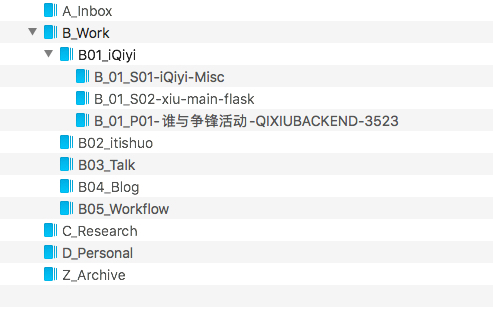 A_Inbox
B_Work
B01_iQiyi
B_01_S01-iQiyi-Misc
B_01_S02-xiu-main-flask
B_01_P01-谁与争锋活动-QIXIUBACKEND-3523
B02_itishuo
B03_Talk
B04_Blog
B05_Workflow
C_Research
D_Personal
Z_Archive